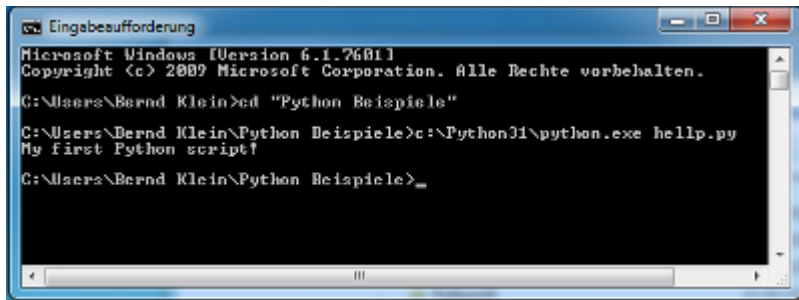 Eingabeaufforderung
Microsoft Windows [Version 6.1.7601]
Copyright (c) 2009 Microsoft Corporation. Alle Rechte vorbehalten.
C:\Users\Bernd Klein>cd "Python Beispiele"
C:\Users\Bernd Klein\Python Beispiele>c:\Python31\python.exe hellp.py
My first Python script!
C:\Users\Bernd Klein\Python Beispiele>_